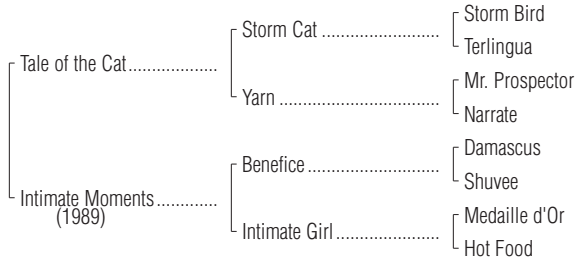 Storm Bird
Storm Cat ..............................
Terlingua
Tale of the Cat..................
Mr. Prospector
Yarn .........................................
Narrate
Damascus
Benefice ..................................
Shuvee
Intimate Moments.............
(1989)
Medaille d'Or
Intimate Girl ..........................
Hot Food